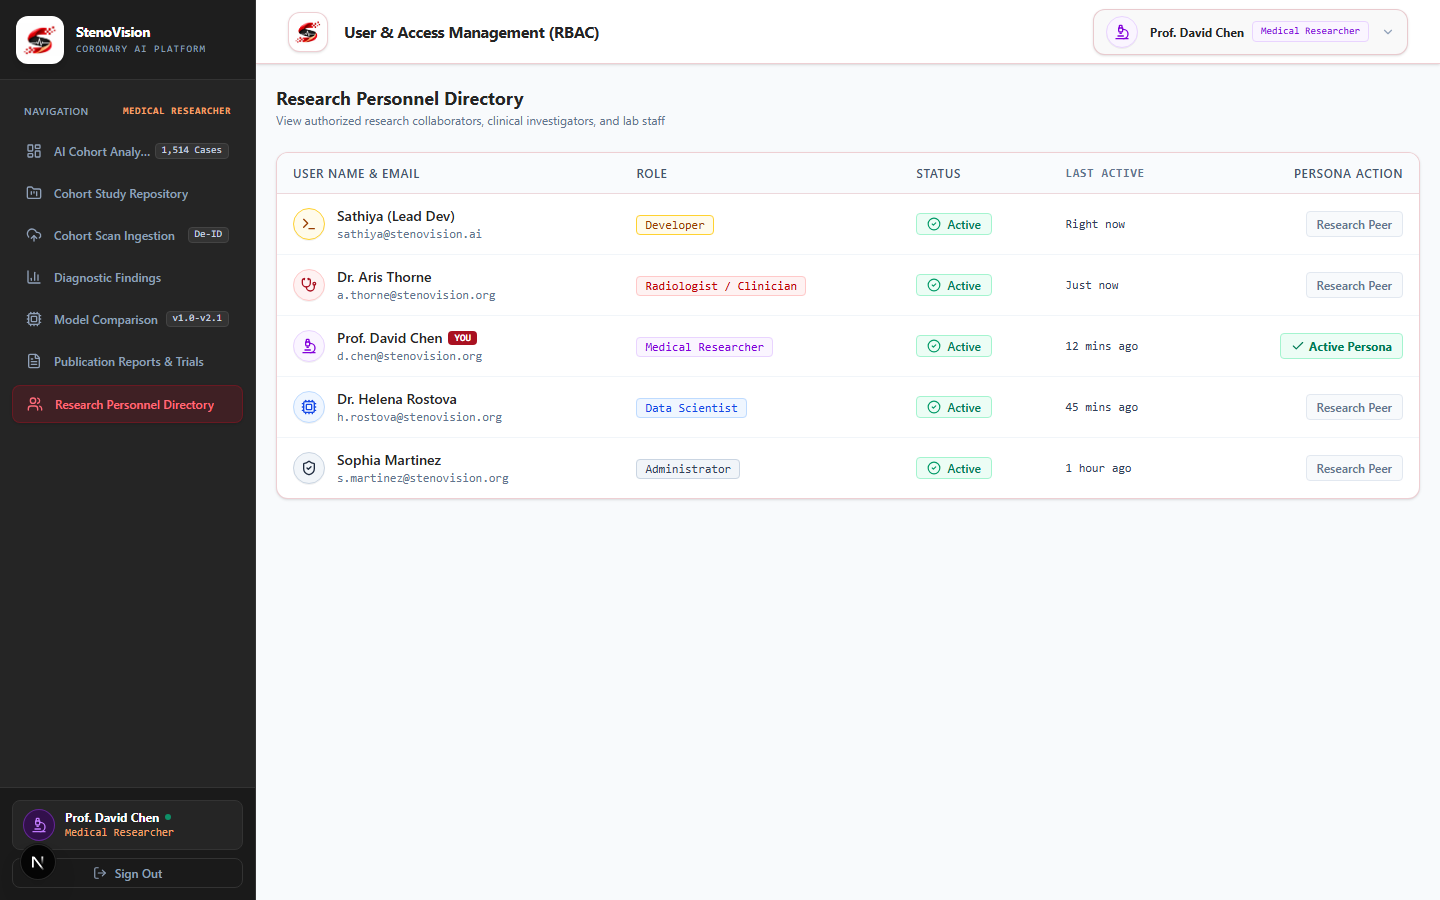 StenoVision
CORONARY AI PLATFORM
NAVIGATION MEDICAL RESEARCHER
AI Cohort Analy... 1,514 Cases
Cohort Study Repository
Cohort Scan Ingestion De-ID
Diagnostic Findings
Model Comparison v1.0-v2.1
Publication Reports & Trials
Research Personnel Directory
Prof. David Chen
Medical Researcher
N
Sign Out
User & Access Management (RBAC)
Prof. David Chen Medical Researcher
Research Personnel Directory
View authorized research collaborators, clinical investigators, and lab staff
USER NAME & EMAIL ROLE STATUS LAST ACTIVE PERSONA ACTION
Sathiya (Lead Dev)
sathiya@stenovision.ai
Developer Active Right now Research Peer
Dr. Aris Thorne
a.thorne@stenovision.org
Radiologist / Clinician Active Just now Research Peer
Prof. David Chen YOU
d.chen@stenovision.org
Medical Researcher Active 12 mins ago Active Persona
Dr. Helena Rostova
h.rostova@stenovision.org
Data Scientist Active 45 mins ago Research Peer
Sophia Martinez
s.martinez@stenovision.org
Administrator Active 1 hour ago Research Peer